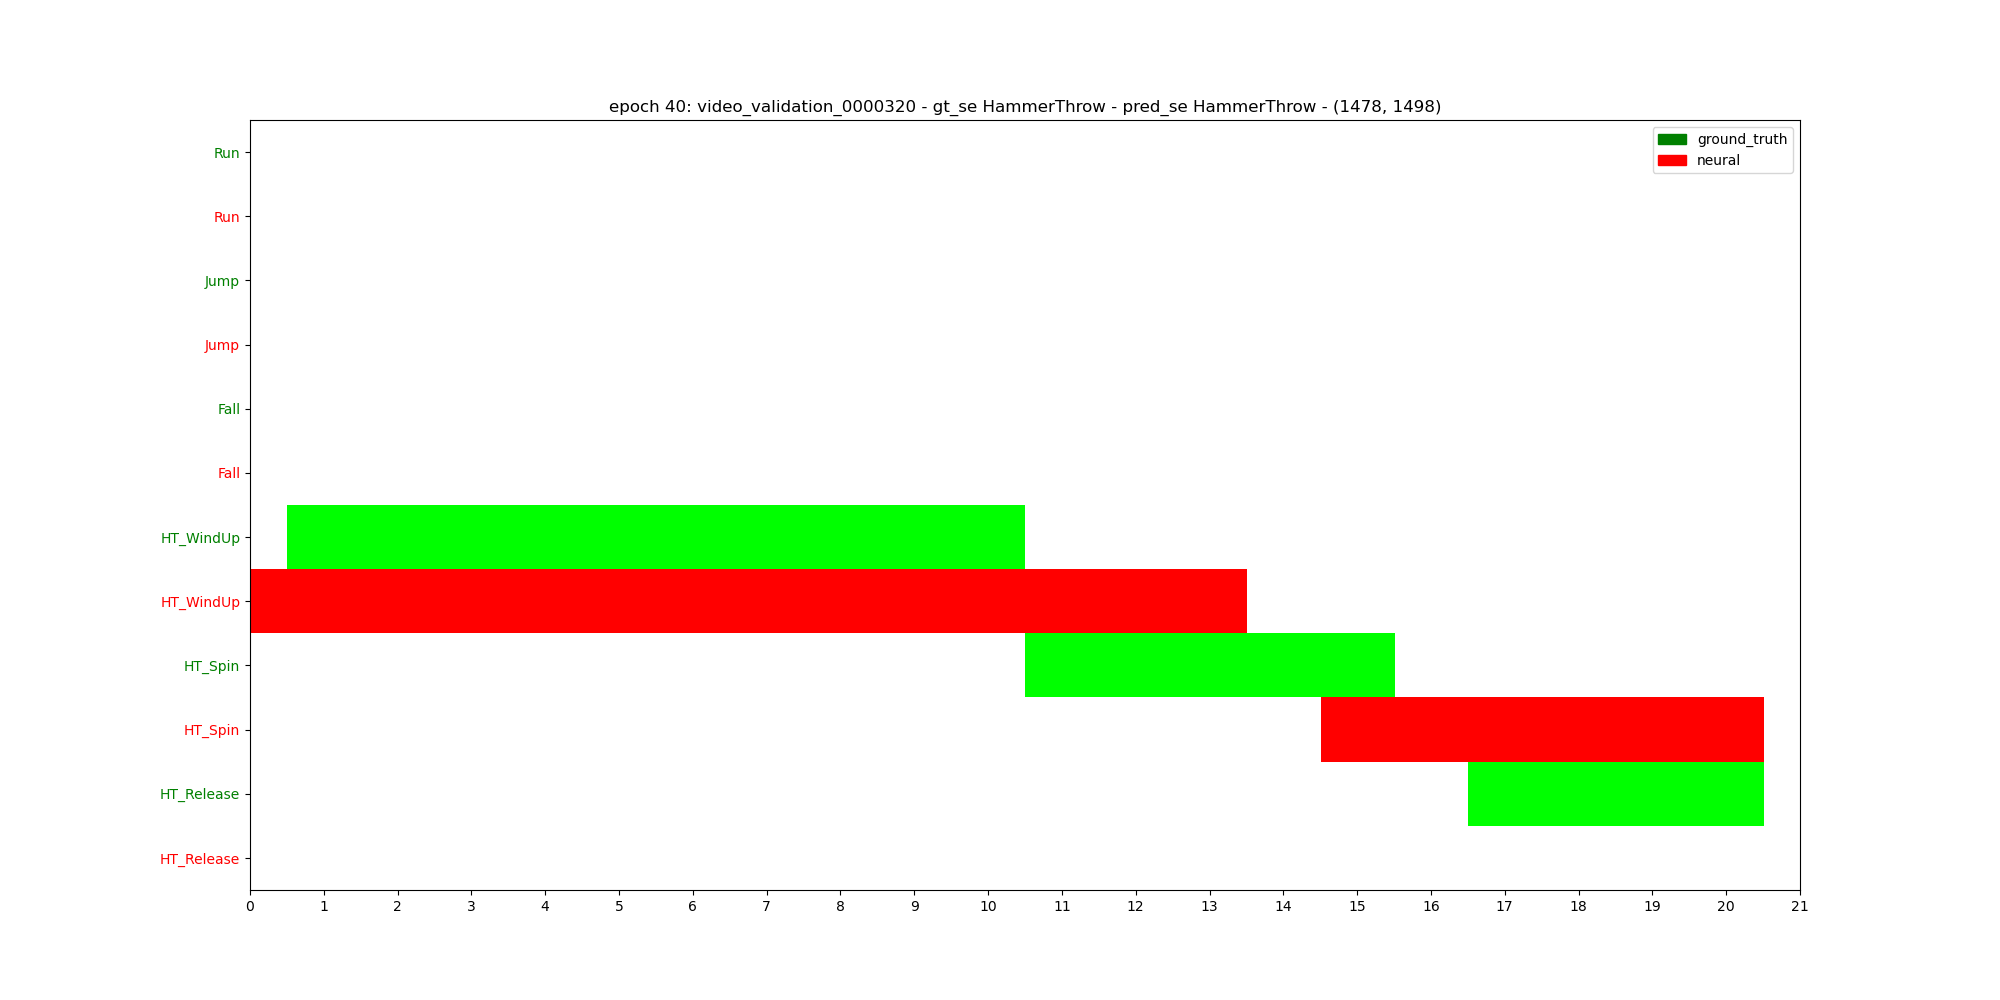 epoch 40: video_validation_0000320 - gt_se HammerThrow - pred_se HammerThrow - (1478, 1498)
ground_truth
neural
Run
Run
Jump
Jump
Fall
Fall
HT_WindUp
HT_WindUp
HT_Spin
HT_Spin
HT_Release
HT_Release
0 1 2 3 4 5 6 7 8 9 10 11 12 13 14 15 16 17 18 19 20 21